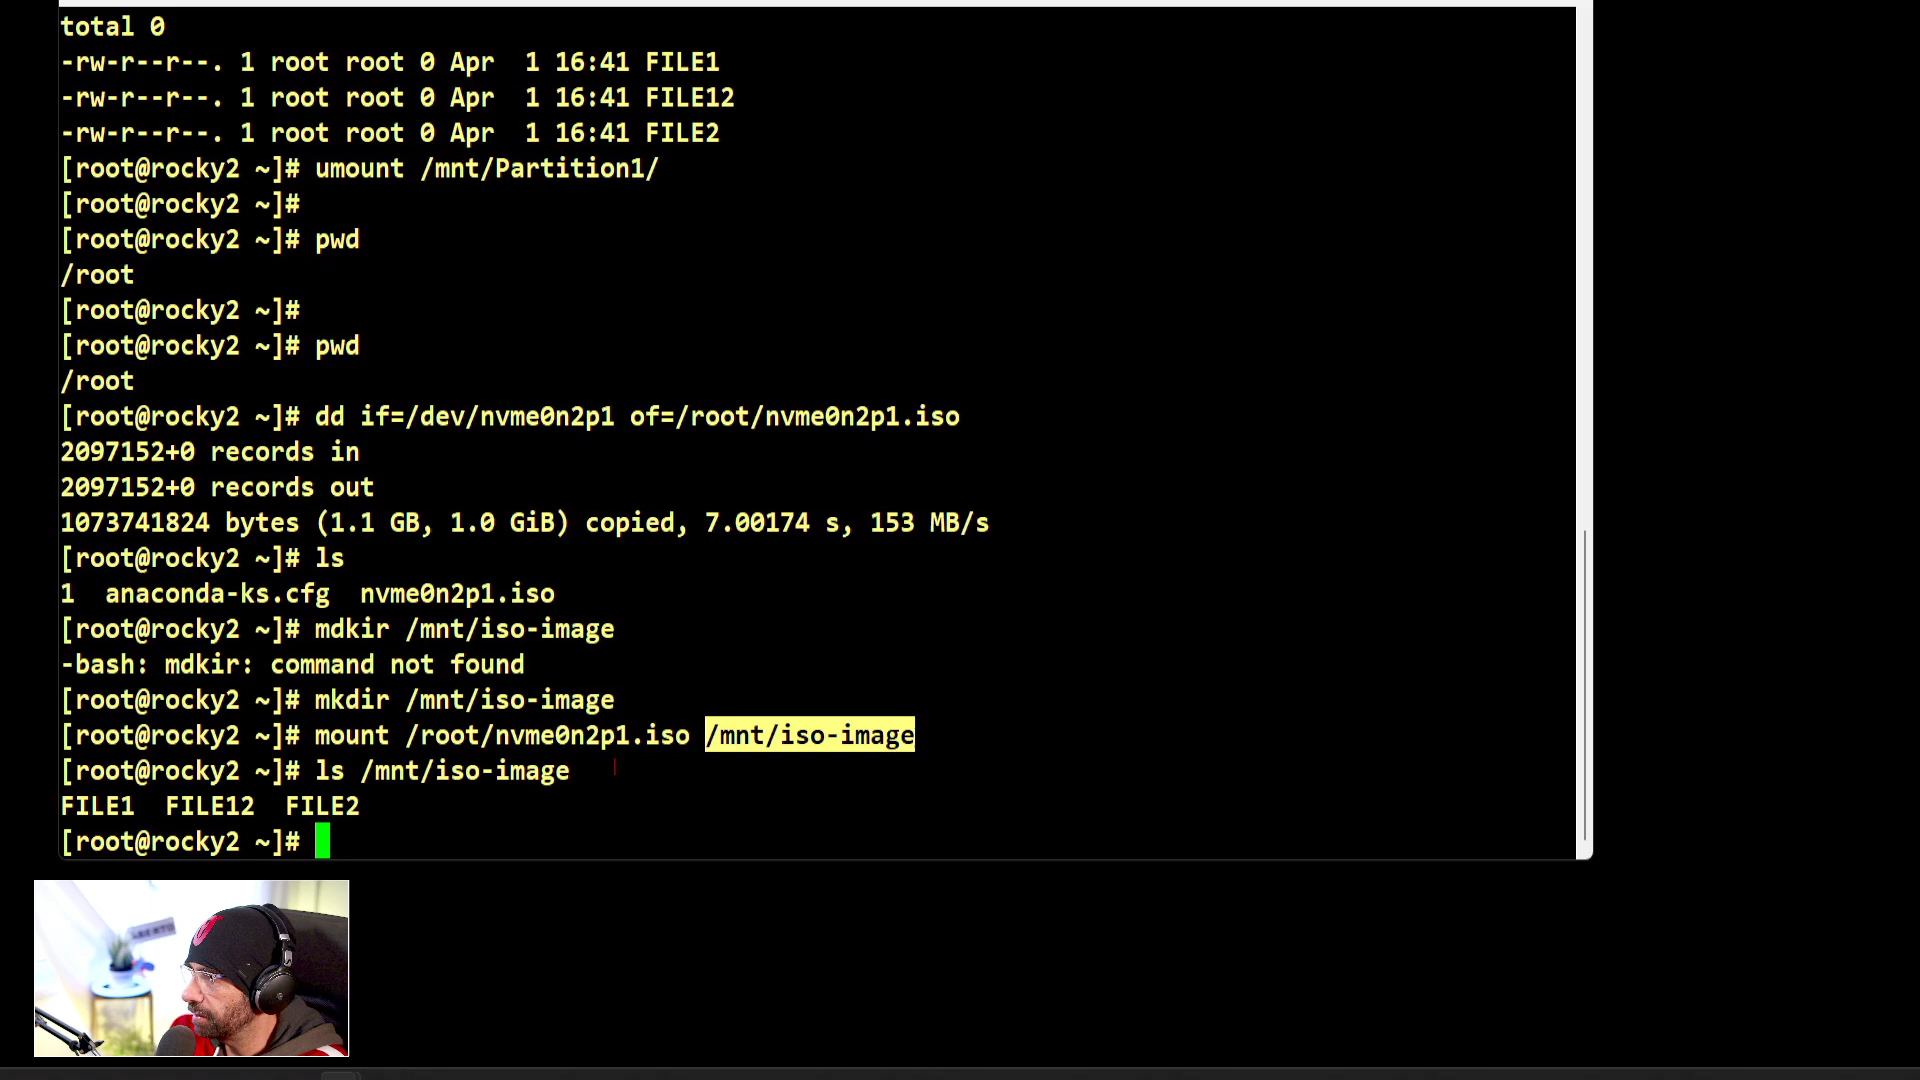 total 0
-rw-r--r--. 1 root root 0 Apr  1 16:41 FILE1
-rw-r--r--. 1 root root 0 Apr  1 16:41 FILE12
-rw-r--r--. 1 root root 0 Apr  1 16:41 FILE2
[root@rocky2 ~]# umount /mnt/Partition1/
[root@rocky2 ~]#
[root@rocky2 ~]# pwd
/root
[root@rocky2 ~]#
[root@rocky2 ~]# pwd
/root
[root@rocky2 ~]# dd if=/dev/nvme0n2p1 of=/root/nvme0n2p1.iso
2097152+0 records in
2097152+0 records out
1073741824 bytes (1.1 GB, 1.0 GiB) copied, 7.00174 s, 153 MB/s
[root@rocky2 ~]# ls
1  anaconda-ks.cfg  nvme0n2p1.iso
[root@rocky2 ~]# mdkir /mnt/iso-image
-bash: mdkir: command not found
[root@rocky2 ~]# mkdir /mnt/iso-image
[root@rocky2 ~]# mount /root/nvme0n2p1.iso /mnt/iso-image
[root@rocky2 ~]# ls /mnt/iso-image
FILE1  FILE12  FILE2
[root@rocky2 ~]#